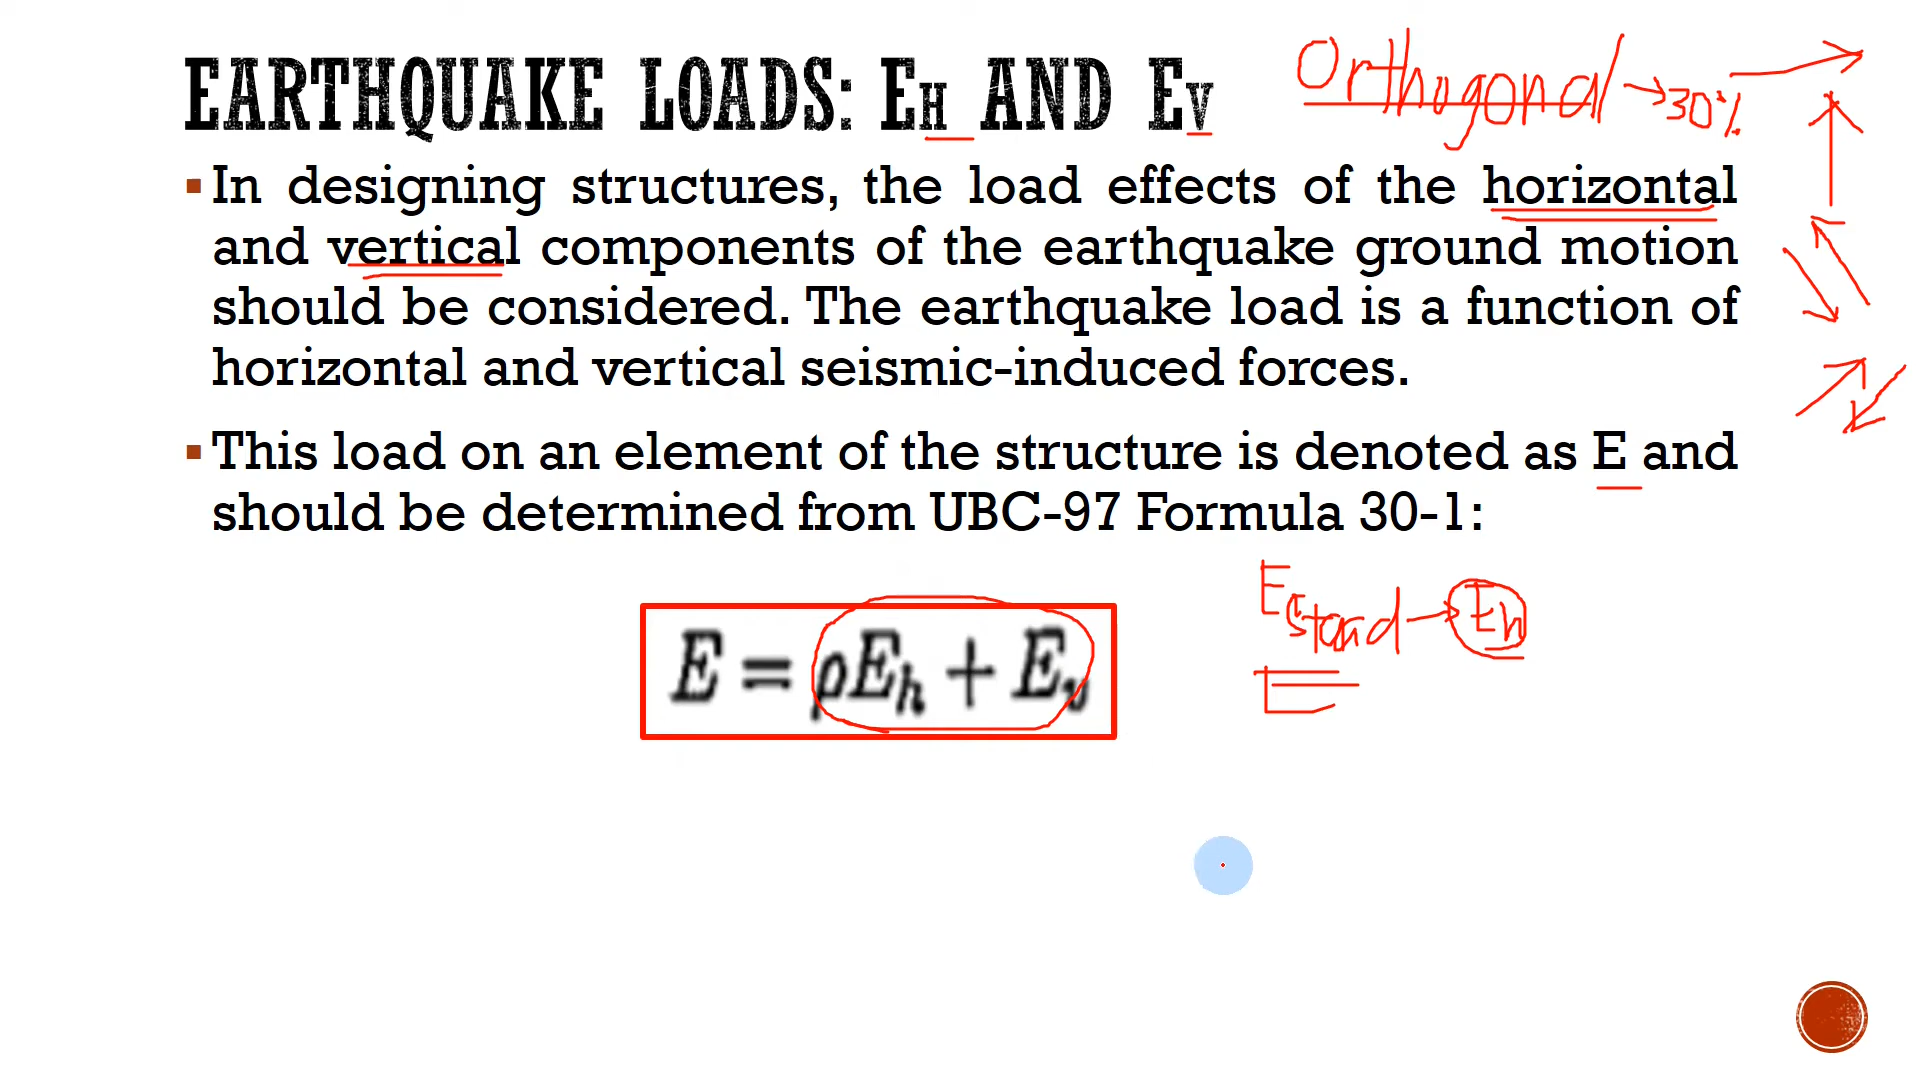 EARTHQUAKE LOADS: EH AND EV
Orthogonal → 30%
▪ In designing structures, the load effects of the horizontal
and vertical components of the earthquake ground motion
should be considered. The earthquake load is a function of
horizontal and vertical seismic-induced forces.
▪ This load on an element of the structure is denoted as E and
should be determined from UBC-97 Formula 30-1:
E = ρEh + Ev
Estand → Eh